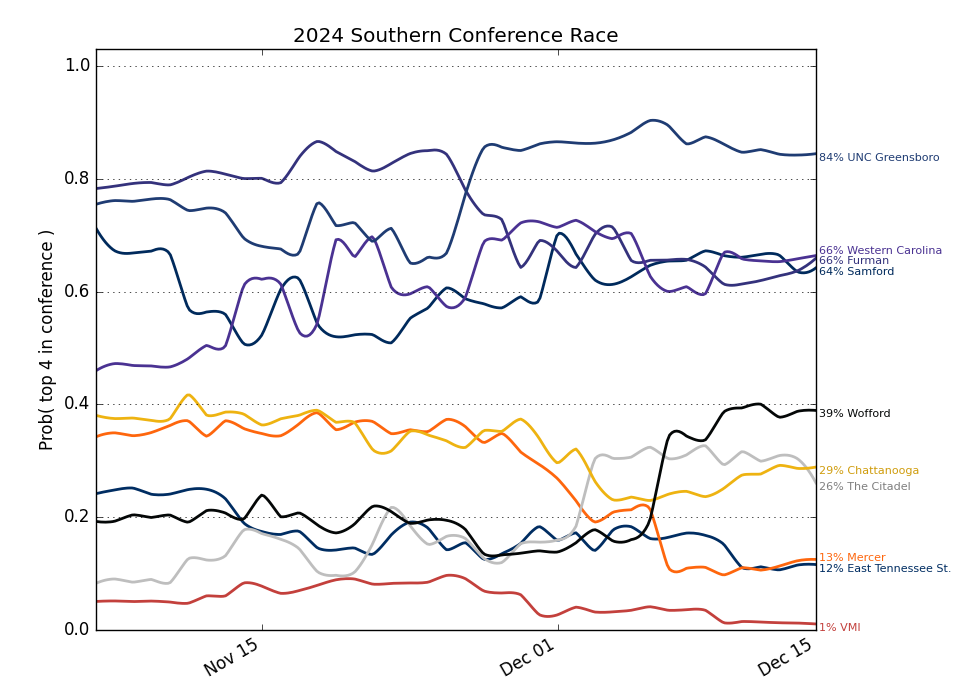 2024 Southern Conference Race
Prob( top 4 in conference )
1.0
0.8
0.6
0.4
0.2
0.0
Nov 15
Dec 01
Dec 15
84% UNC Greensboro
66% Western Carolina
66% Furman
64% Samford
39% Wofford
29% Chattanooga
26% The Citadel
13% Mercer
12% East Tennessee St.
1% VMI